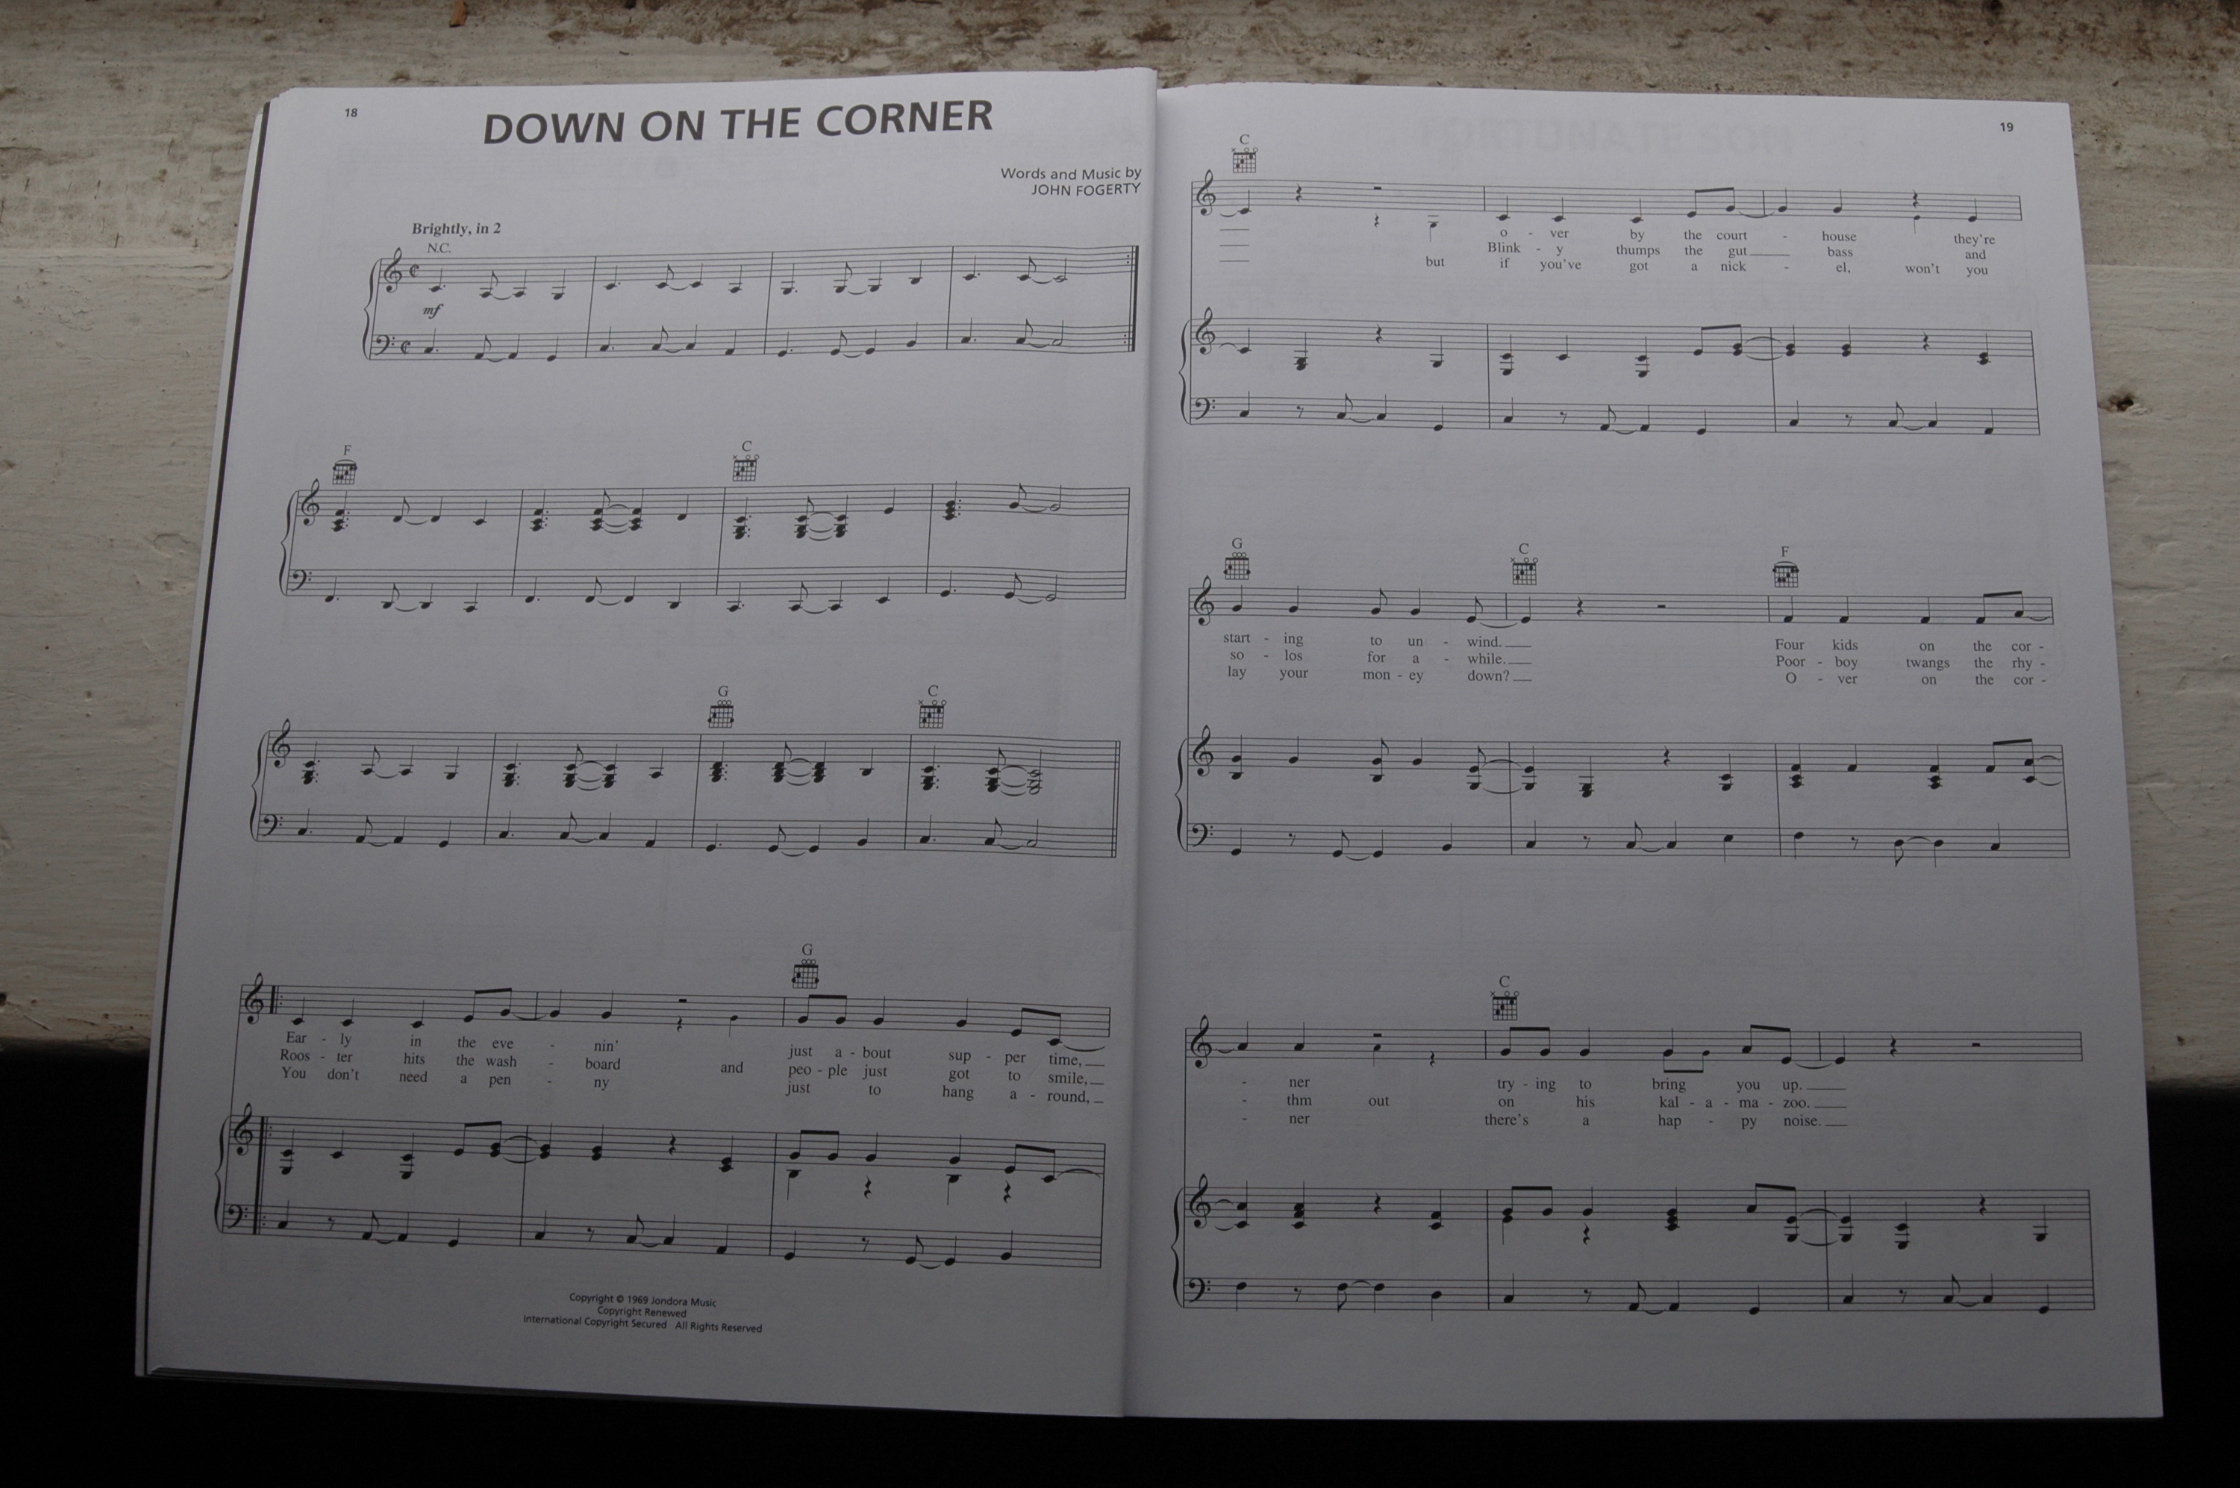 18
DOWN ON THE CORNER
Words and Music by
JOHN FOGERTY
Brightly, in 2
N.C.
mf
F C
G C
G
Ear - ly in the eve - nin' just a - bout sup - per time,
Roos - ter hits the wash - board and peo - ple just got to smile,
You don't need a pen - ny just to hang a - round,
Copyright © 1969 Jondora Music
Copyright Renewed
International Copyright Secured All Rights Reserved
19
C
o - ver by the court - house they're
Blink - y thumps the gut bass and
but if you've got a nick - el, won't you
G C F
start - ing to un - wind. Four kids on the cor -
so - los for a - while. Poor - boy twangs the rhy -
lay your mon - ey down? O - ver on the cor -
C
- ner try - ing to bring you up.
- thm out on his kal - a - ma - zoo.
- ner there's a hap - py noise.